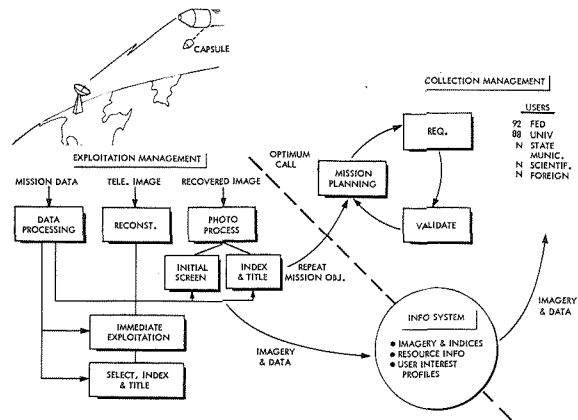 CAPSULE
COLLECTION MANAGEMENT
USERS
92 FED
88 UNIV
N STATE
MUNIC.
N SCIENTIF.
N FOREIGN
REQ.
OPTIMUM
CALL
MISSION
PLANNING
VALIDATE
EXPLOITATION MANAGEMENT
MISSION DATA
TELE. IMAGE
RECOVERED IMAGE
DATA
PROCESSING
RECONST.
PHOTO
PROCESS
INITIAL
SCREEN
INDEX
& TITLE
REPEAT
MISSION OBJ.
IMMEDIATE
EXPLOITATION
SELECT, INDEX
& TITLE
IMAGERY
& DATA
INFO SYSTEM
● IMAGERY & INDICES
● RESOURCE INFO
● USER INTEREST
PROFILES
IMAGERY
& DATA